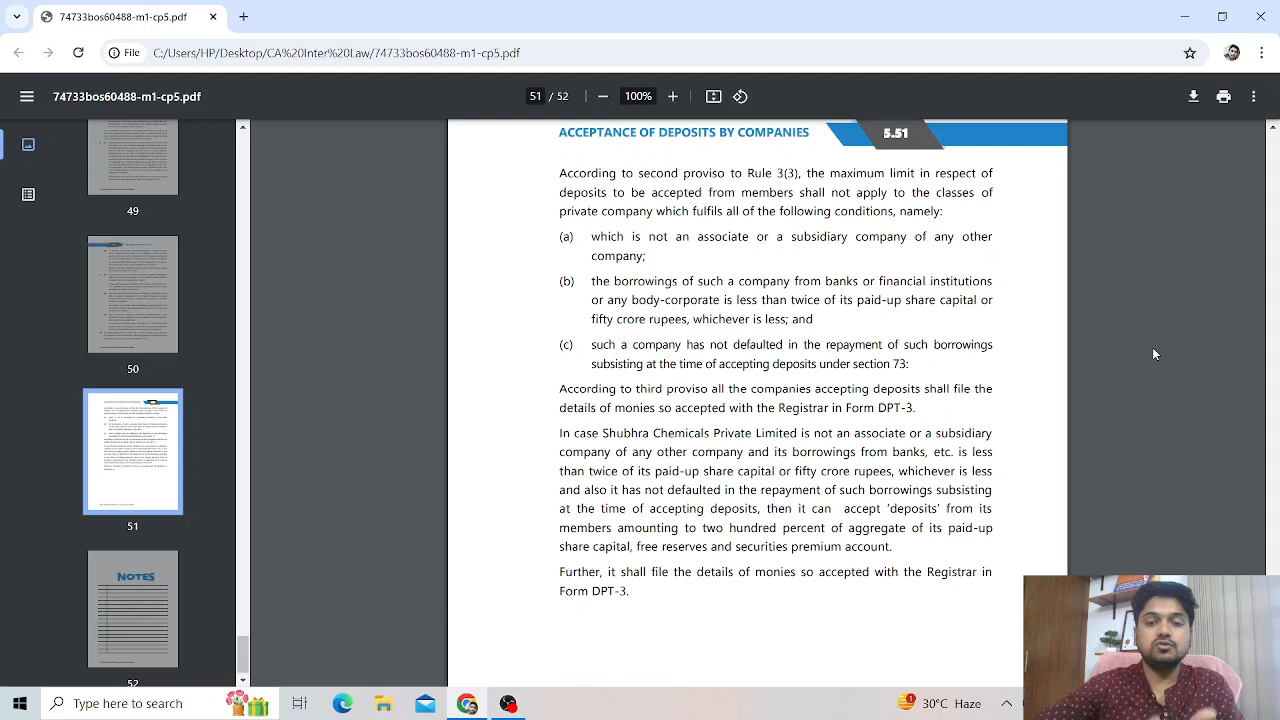 74733bos60488-m1-cp5.pdf
File C:/Users/HP/Desktop/CA%20Inter%20Law/74733bos60488-m1-cp5.pdf
74733bos60488-m1-cp5.pdf
51 / 52
100%
49
50
51
NOTES
52
ACCEPTANCE OF DEPOSITS BY COMPANIES 5.51
According to second proviso to Rule 3(3), the maximum limit in respect of
deposits to be accepted from members shall not apply to the classes of
private company which fulfils all of the following conditions, namely:
(a) which is not an associate or a subsidiary company of any other
company;
(b) the borrowings of such a company from banks or financial institutions
or any body-corporate is less than twice of its paid-up share capital or
fifty crore rupees, whichever is less; and
(c) such a company has not defaulted in the repayment of such borrowings
subsisting at the time of accepting deposits under section 73:
According to third proviso all the companies accepting deposits shall file the
details of monies so accepted with the Registrar in Form DPT-3.
case Shubhra Chemicals Private Limited associate or a subsidiary
company of any other company and its borrowings from banks, etc. is less
than twice of its paid-up share capital or fifty crore rupees, whichever is less
and also it has not defaulted in the repayment of such borrowings subsisting
at the time of accepting deposits, then it can accept ‘deposits’ from its
members amounting to two hundred percent of aggregate of its paid-up
share capital, free reserves and securities premium account.
Further, it shall file the details of monies so accepted with the Registrar in
Form DPT-3.
Type here to search
30°C Haze